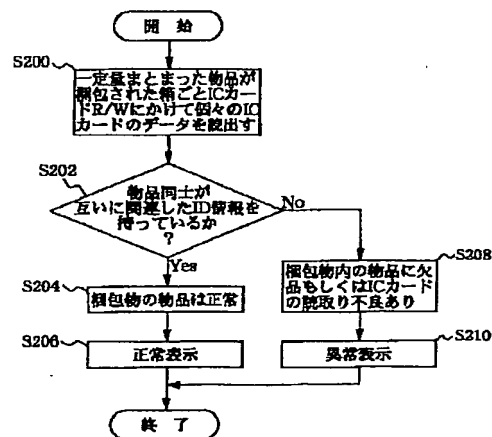 開 始
S200
一定量まとまった物品が
梱包された箱ごとICカー
ドR/Wにかけて個々のIC
カードのデータを読出す
S202
物品同士が
互いに関連したID情報を
持っているか
?
No
Yes
S204
梱包物の物品は正常
S208
梱包物内の物品に欠
品もしくはICカード
の読取り不良あり
S206
正常表示
S210
異常表示
終 了